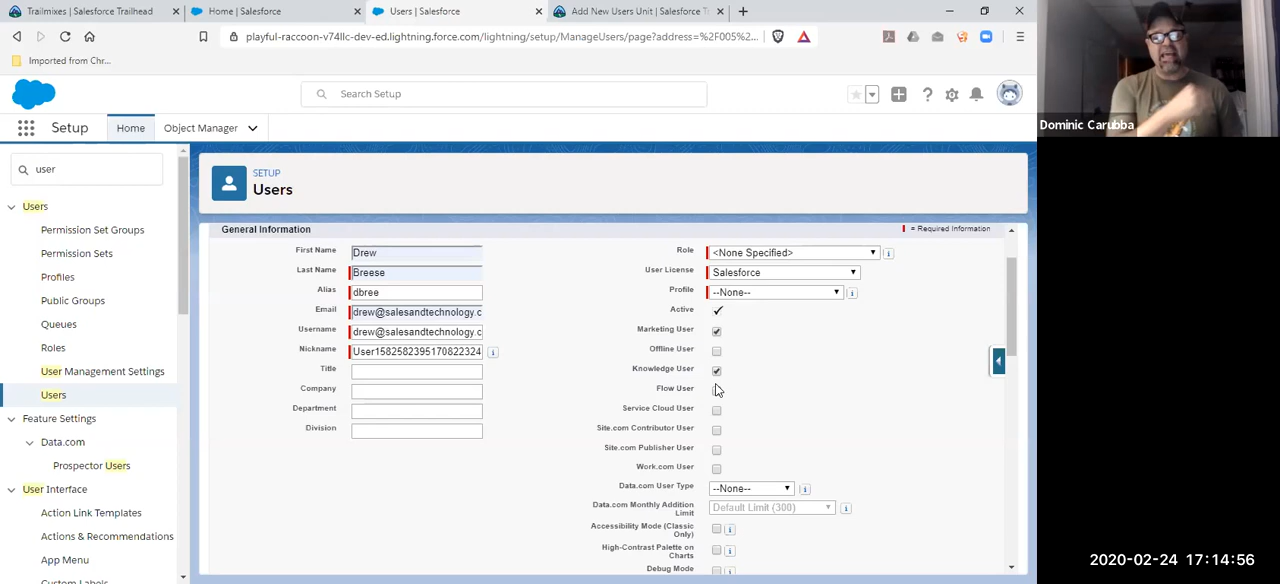 Trailmixes | Salesforce Trailhead
Home | Salesforce
Users | Salesforce
Add New Users Unit | Salesforce T
playful-raccoon-v74llc-dev-ed.lightning.force.com/lightning/setup/ManageUsers/page?address=%2F005%2...
Imported from Chr...
Search Setup
Dominic Carubba
Setup
Home
Object Manager
user
SETUP
Users
Users
Permission Set Groups
Permission Sets
Profiles
Public Groups
Queues
Roles
User Management Settings
Users
Feature Settings
Data.com
Prospector Users
User Interface
Action Link Templates
Actions & Recommendations
App Menu
Custom Labels
General Information
= Required Information
First Name Drew
Last Name Breese
Alias dbree
Email drew@salesandtechnology.c
Username drew@salesandtechnology.c
Nickname User1582582395170822324
Title
Company
Department
Division
Role <None Specified>
User License Salesforce
Profile --None--
Active
Marketing User
Offline User
Knowledge User
Flow User
Service Cloud User
Site.com Contributor User
Site.com Publisher User
Work.com User
Data.com User Type --None--
Data.com Monthly Addition
Limit Default Limit (300)
Accessibility Mode (Classic
Only)
High-Contrast Palette on
Charts
Debug Mode
2020-02-24 17:14:56